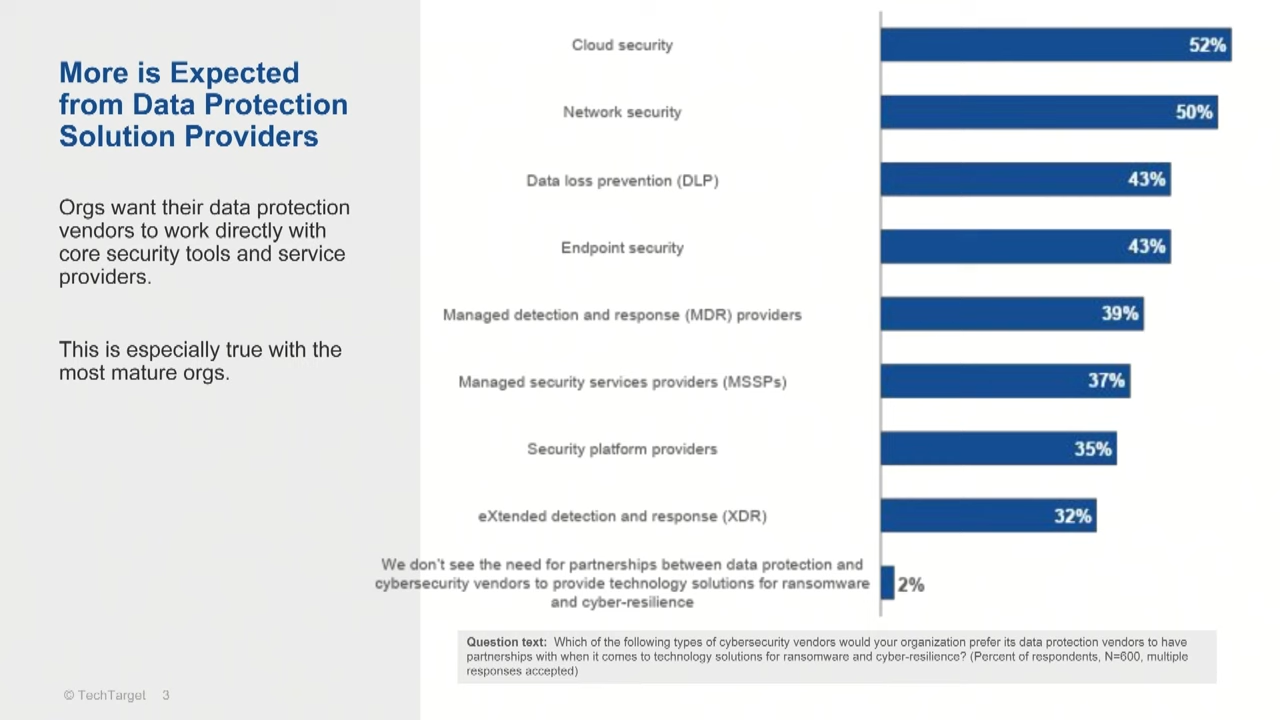 More is Expected
from Data Protection
Solution Providers
Orgs want their data protection
vendors to work directly with
core security tools and service
providers.
This is especially true with the
most mature orgs.
Cloud security
52%
Network security
50%
Data loss prevention (DLP)
43%
Endpoint security
43%
Managed detection and response (MDR) providers
39%
Managed security services providers (MSSPs)
37%
Security platform providers
35%
eXtended detection and response (XDR)
32%
We don't see the need for partnerships between data protection and
cybersecurity vendors to provide technology solutions for ransomware
and cyber-resilience
2%
Question text: Which of the following types of cybersecurity vendors would your organization prefer its data protection vendors to have
partnerships with when it comes to technology solutions for ransomware and cyber-resilience? (Percent of respondents, N=600, multiple
responses accepted)
© TechTarget 3